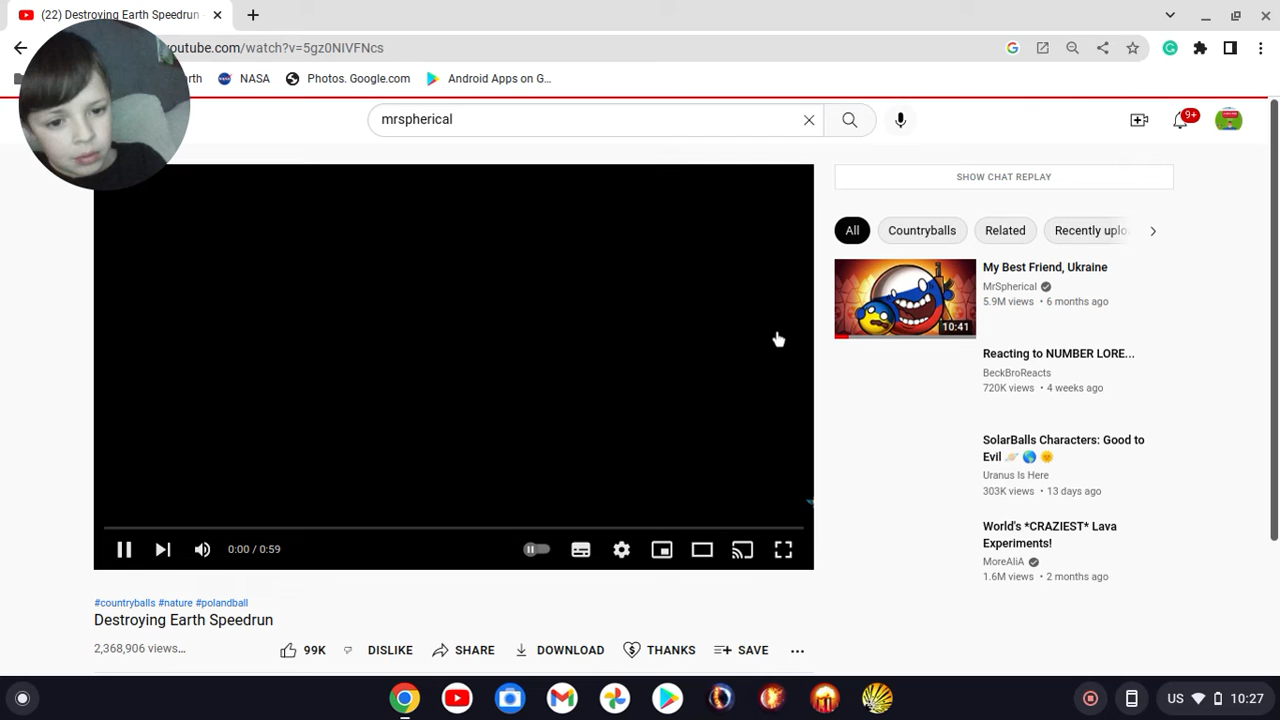 (22) Destroying Earth Speedrun
youtube.com/watch?v=5gz0NIVFNcs
NASA
Photos. Google.com
Android Apps on G...
mrspherical
9+
SHOW CHAT REPLAY
All
Countryballs
Related
Recently uplo
My Best Friend, Ukraine
MrSpherical
5.9M views • 6 months ago
10:41
Reacting to NUMBER LORE...
BeckBroReacts
720K views • 4 weeks ago
SolarBalls Characters: Good to
Evil 🪐 🌎 🌞
Uranus Is Here
303K views • 13 days ago
World's *CRAZIEST* Lava
Experiments!
MoreAliA
1.6M views • 2 months ago
0:00 / 0:59
#countryballs #nature #polandball
Destroying Earth Speedrun
2,368,906 views...
99K
DISLIKE
SHARE
DOWNLOAD
THANKS
SAVE
US
10:27